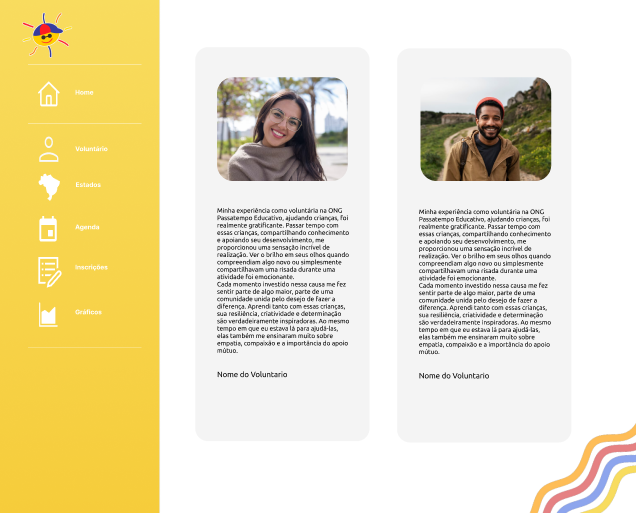 Home
Voluntário
Estados
Agenda
Inscrições
Gráficos
Minha experiência como voluntária na ONG
Passatempo Educativo, ajudando crianças, foi
realmente gratificante. Passar tempo com
essas crianças, compartilhando conhecimento
e apoiando seu desenvolvimento, me
proporcionou uma sensação incrível de
realização. Ver o brilho em seus olhos quando
compreendiam algo novo ou simplesmente
compartilhavam uma risada durante uma
atividade foi emocionante.
Cada momento investido nessa causa me fez
sentir parte de algo maior, parte de uma
comunidade unida pelo desejo de fazer a
diferença. Aprendi tanto com essas crianças,
sua resiliência, criatividade e determinação
são verdadeiramente inspiradoras. Ao mesmo
tempo em que eu estava lá para ajudá-las,
elas também me ensinaram muito sobre
empatia, compaixão e a importância do apoio
mútuo.
Nome do Voluntario
Minha experiência como voluntária na ONG
Passatempo Educativo, ajudando crianças, foi
realmente gratificante. Passar tempo com
essas crianças, compartilhando conhecimento
e apoiando seu desenvolvimento, me
proporcionou uma sensação incrível de
realização. Ver o brilho em seus olhos quando
compreendiam algo novo ou simplesmente
compartilhavam uma risada durante uma
atividade foi emocionante.
Cada momento investido nessa causa me fez
sentir parte de algo maior, parte de uma
comunidade unida pelo desejo de fazer a
diferença. Aprendi tanto com essas crianças,
sua resiliência, criatividade e determinação
são verdadeiramente inspiradoras. Ao mesmo
tempo em que eu estava lá para ajudá-las,
elas também me ensinaram muito sobre
empatia, compaixão e a importância do apoio
mútuo.
Nome do Voluntario